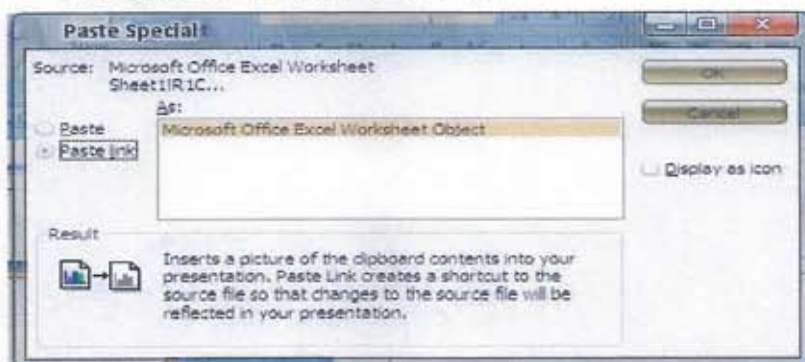 Paste Special
Source: Microsoft Office Excel Worksheet
Sheet1!R1C...
As:
Paste
Paste link
Microsoft Office Excel Worksheet Object
OK
Cancel
Display as icon
Result
Inserts a picture of the clipboard contents into your
presentation. Paste Link creates a shortcut to the
source file so that changes to the source file will be
reflected in your presentation.